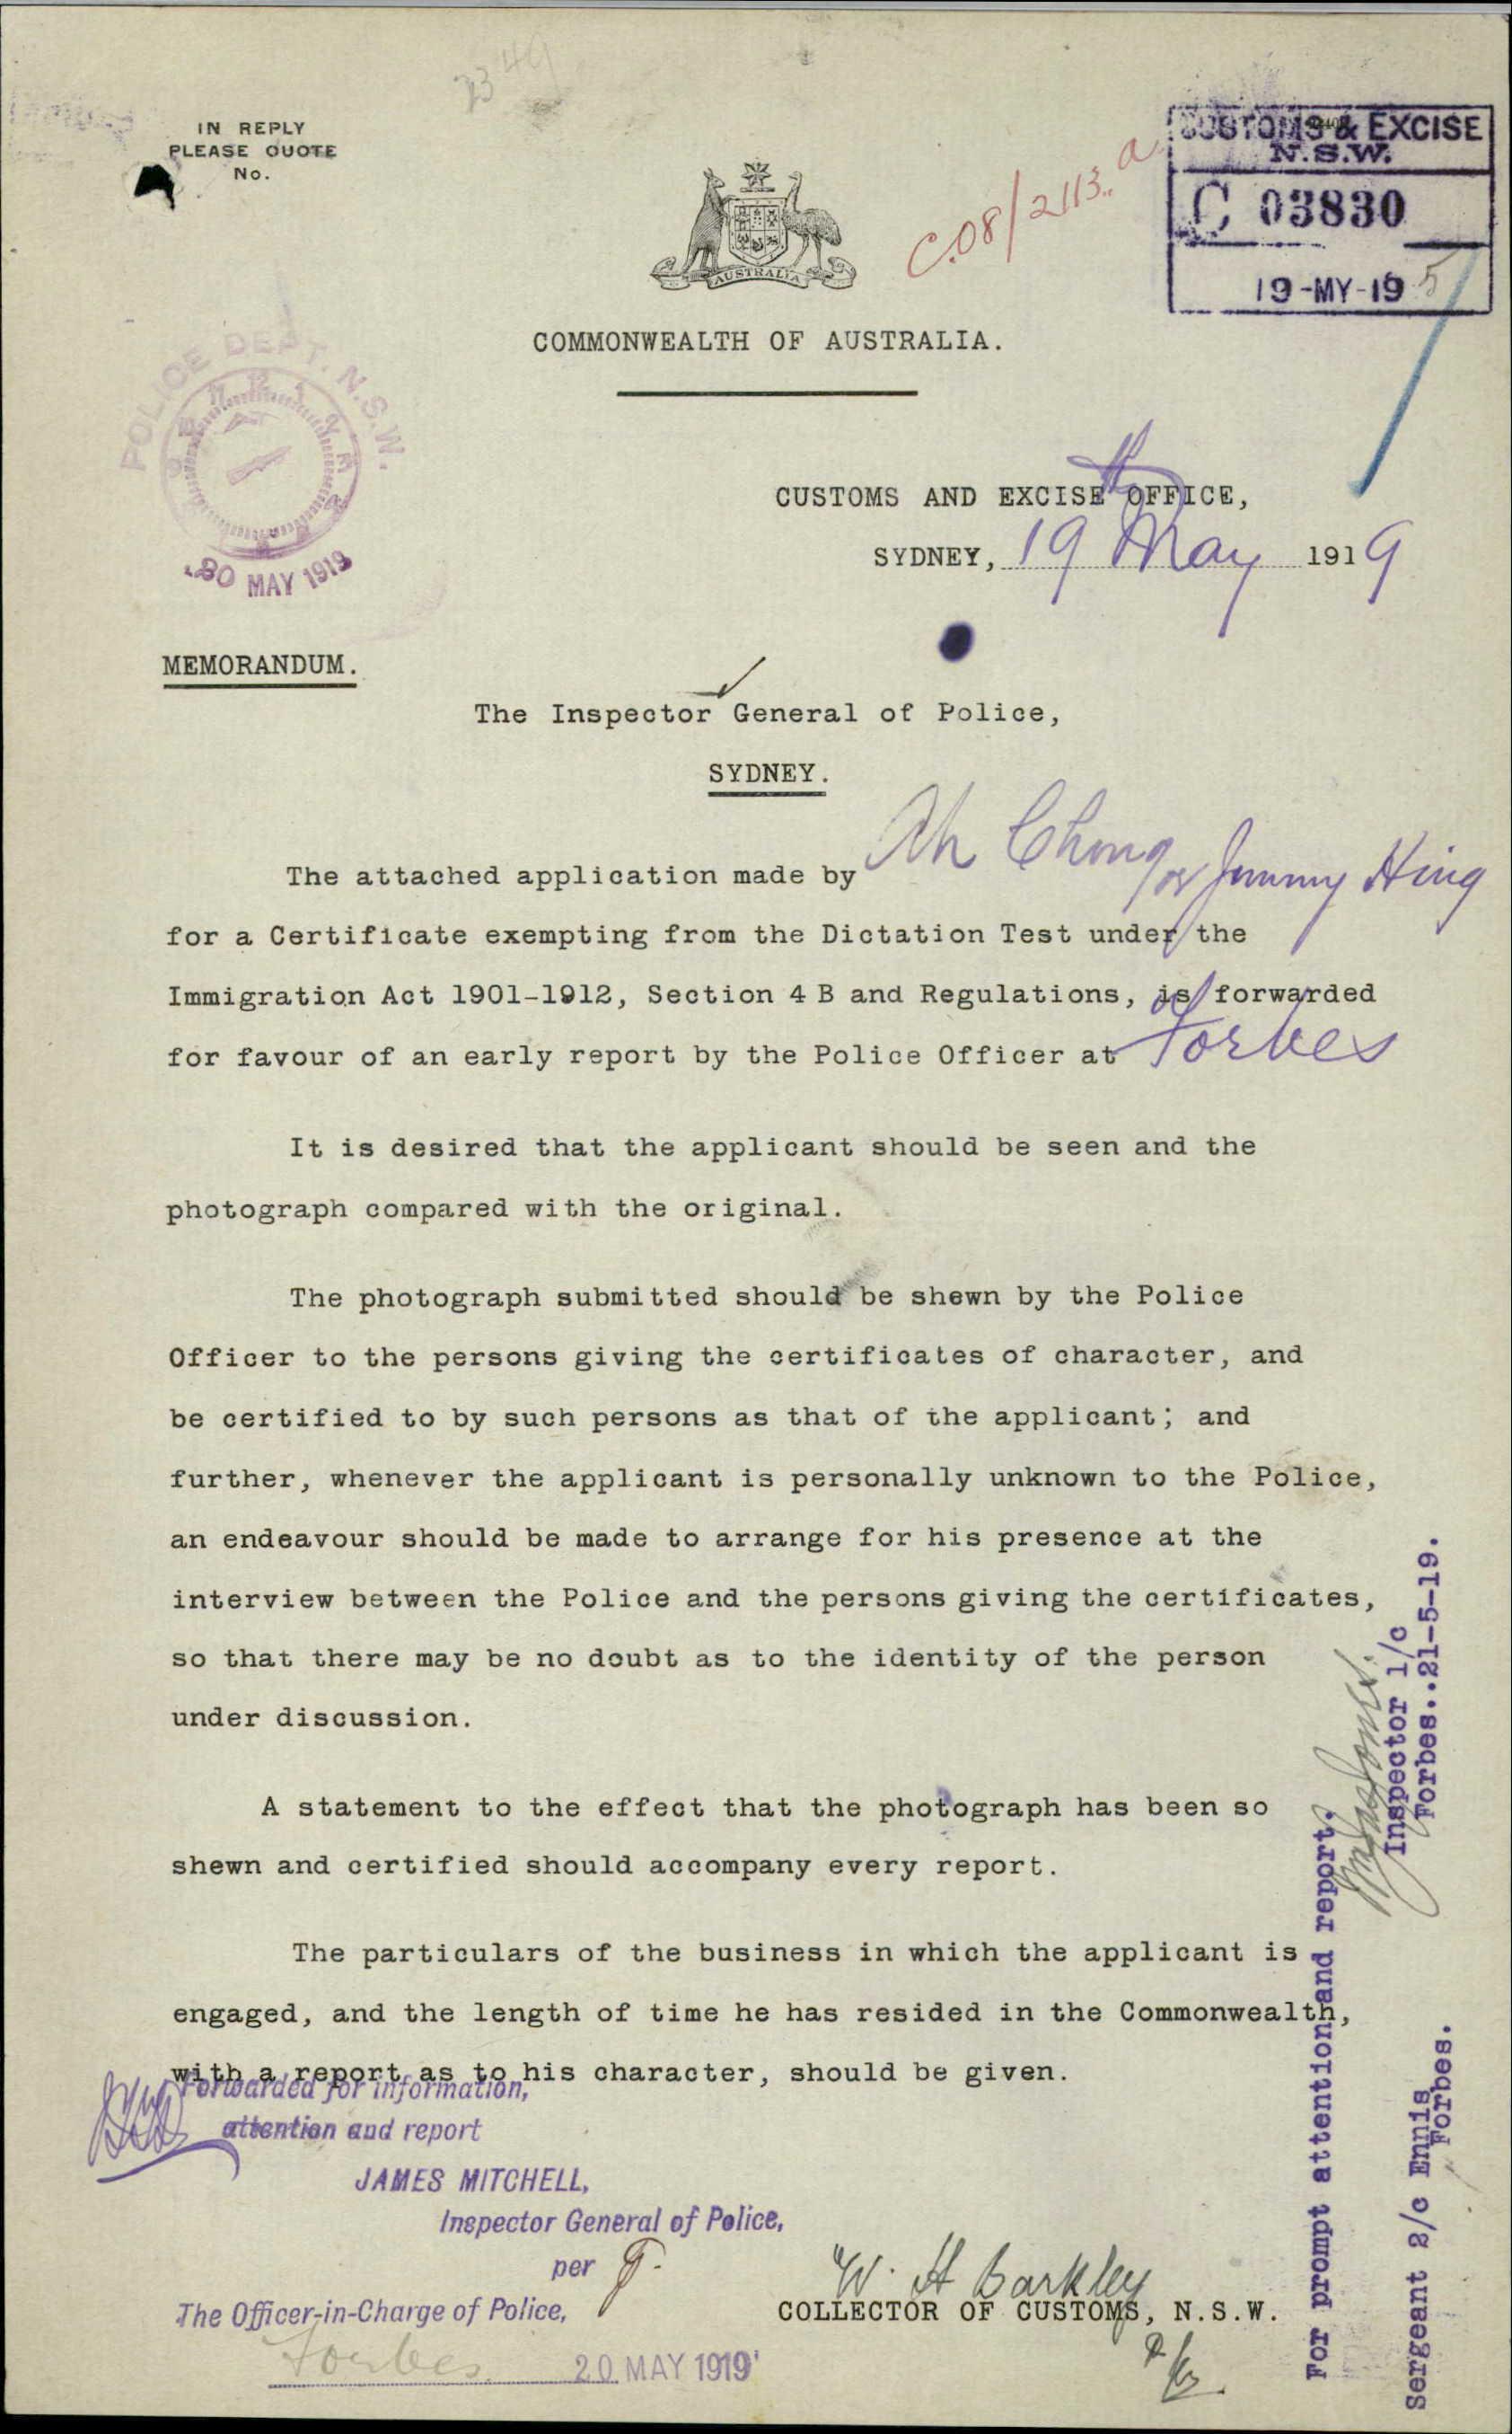 IN REPLY
PLEASE QUOTE
No.
CUSTOMS & EXCISE
N.S.W.
C 03830
19-MY-19
C.08/2113. a
AUSTRALIA
COMMONWEALTH OF AUSTRALIA.
POLICE DEPT. N.S.W.
20 MAY 1919
CUSTOMS AND EXCISE OFFICE,
SYDNEY, 19th May 1919
MEMORANDUM.
The Inspector General of Police,
SYDNEY.
The attached application made by Ah Chong or Jimmy Hing
for a Certificate exempting from the Dictation Test under the
Immigration Act 1901-1912, Section 4 B and Regulations, is forwarded
for favour of an early report by the Police Officer at Forbes
It is desired that the applicant should be seen and the
photograph compared with the original.
The photograph submitted should be shewn by the Police
Officer to the persons giving the certificates of character, and
be certified to by such persons as that of the applicant; and
further, whenever the applicant is personally unknown to the Police,
an endeavour should be made to arrange for his presence at the
interview between the Police and the persons giving the certificates,
so that there may be no doubt as to the identity of the person
under discussion.
A statement to the effect that the photograph has been so
shewn and certified should accompany every report.
The particulars of the business in which the applicant is
engaged, and the length of time he has resided in the Commonwealth,
with a report as to his character, should be given.
Forwarded for information,
attention and report
JAMES MITCHELL,
Inspector General of Police,
per
The Officer-in-Charge of Police,
Forbes 20 MAY 1919
W. H Barkley
COLLECTOR OF CUSTOMS, N.S.W.
For prompt attention and report.
Inspector 1/c
Forbes..21-5-19.
Sergeant 2/c Ennis
Forbes.